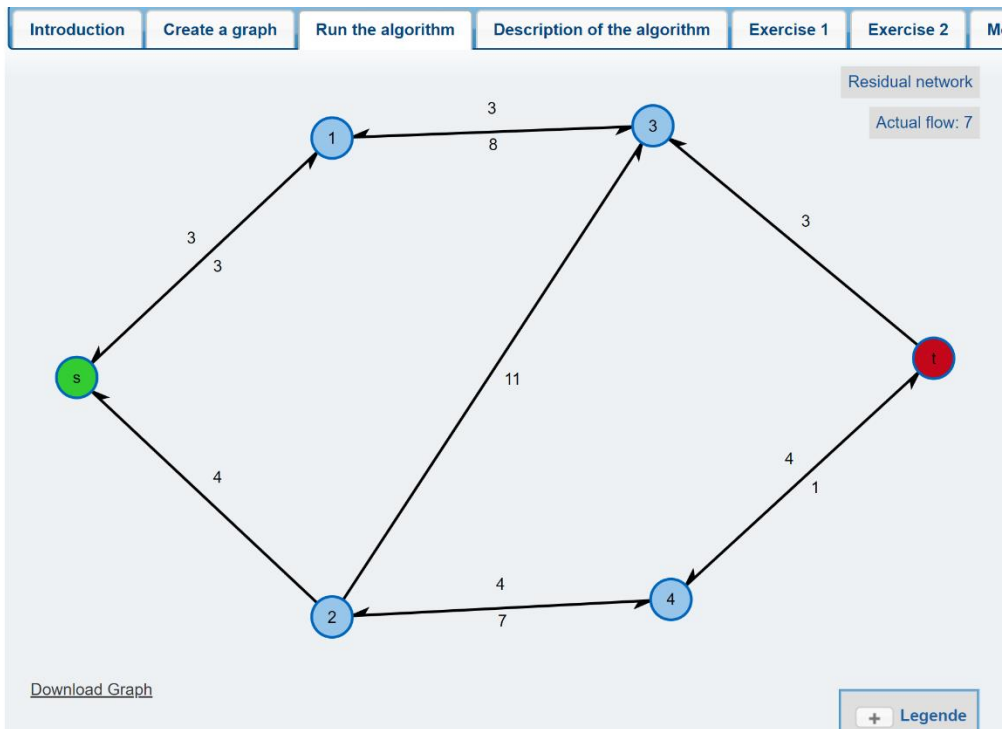 Introduction
Create a graph
Run the algorithm
Description of the algorithm
Exercise 1
Exercise 2
Residual network
Actual flow: 7
3
1
3
8
3
3
3
s
t
11
4
4
1
4
4
2
7
Download Graph
+ Legende